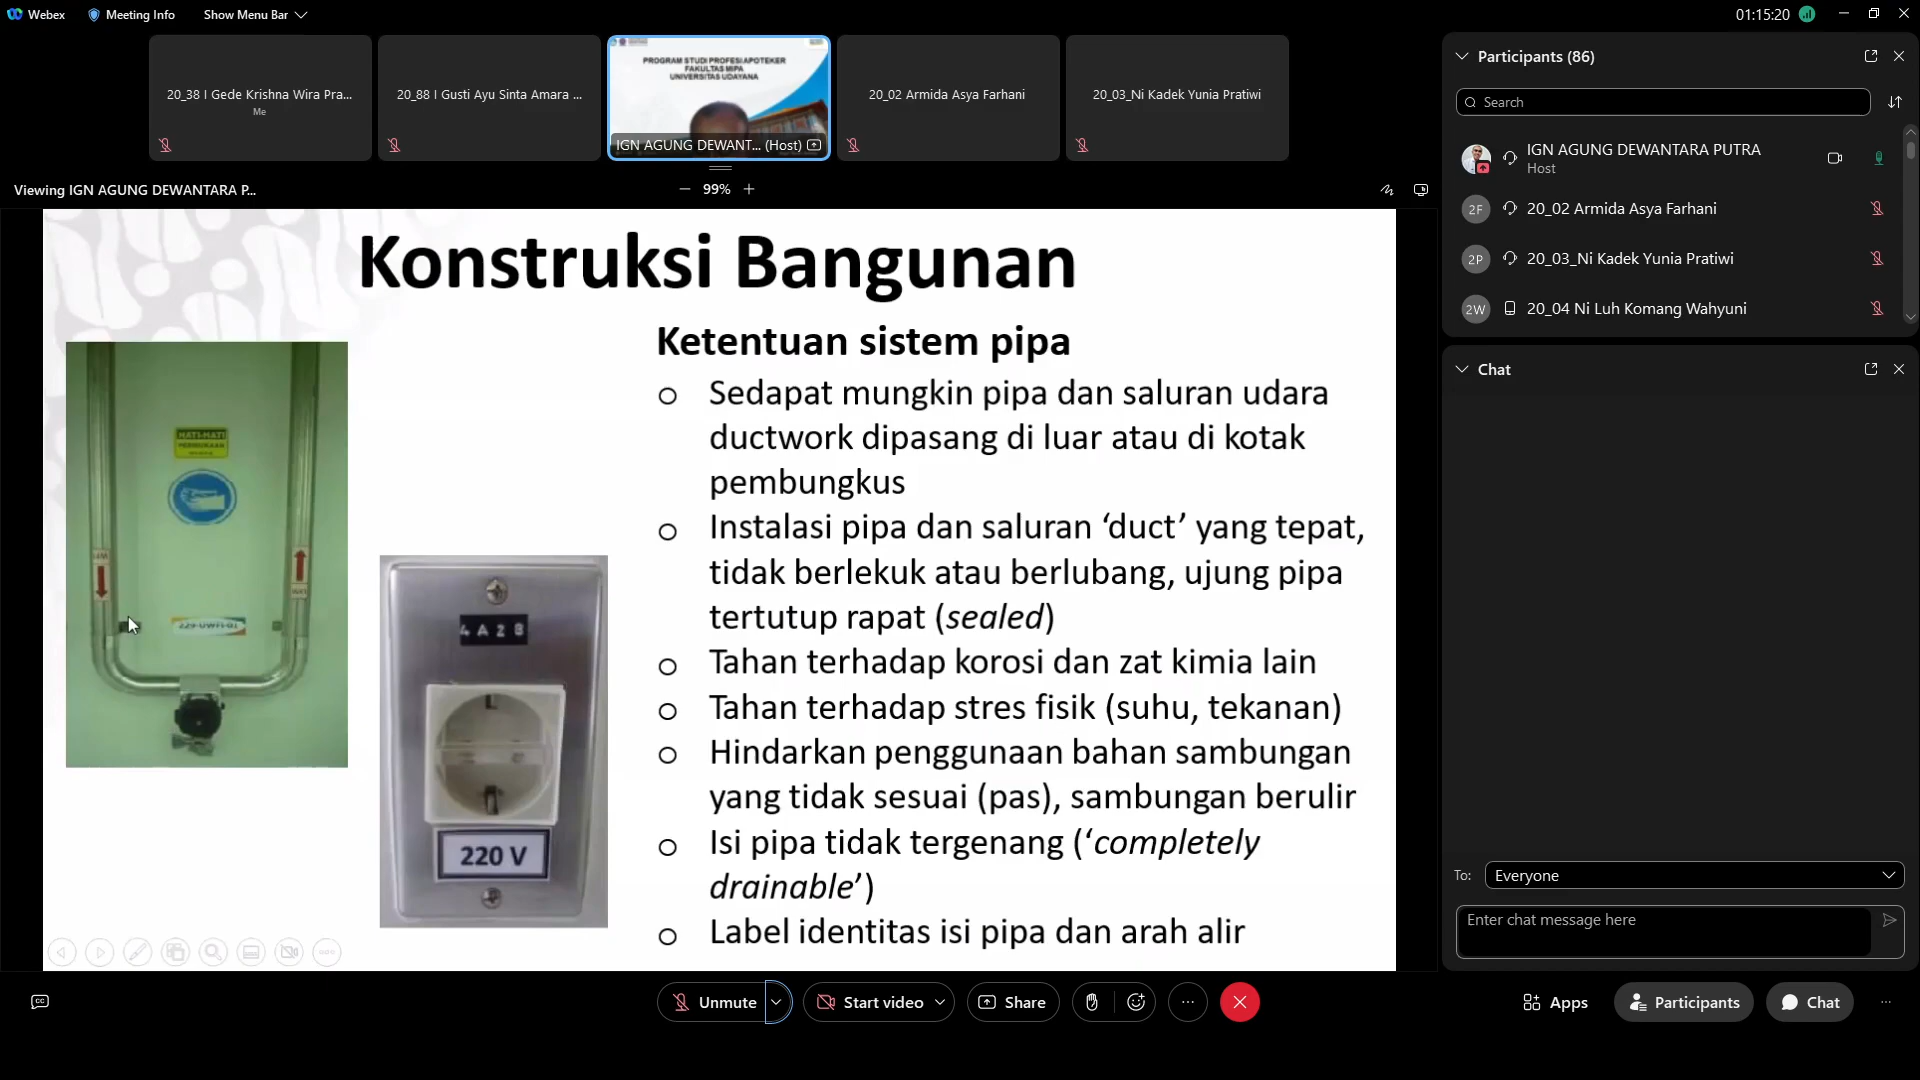 Webex
Meeting Info
Show Menu Bar
01:15:20
20_38 I Gede Krishna Wira Pra...
Me
20_88 I Gusti Ayu Sinta Amara ...
PROGRAM STUDI PROFESI APOTEKER
FAKULTAS MIPA
UNIVERSITAS UDAYANA
IGN AGUNG DEWANT... (Host)
20_02 Armida Asya Farhani
20_03_Ni Kadek Yunia Pratiwi
Viewing IGN AGUNG DEWANTARA P...
99%
Konstruksi Bangunan
Ketentuan sistem pipa
o Sedapat mungkin pipa dan saluran udara
ductwork dipasang di luar atau di kotak
pembungkus
o Instalasi pipa dan saluran ‘duct’ yang tepat,
tidak berlekuk atau berlubang, ujung pipa
tertutup rapat (sealed)
o Tahan terhadap korosi dan zat kimia lain
o Tahan terhadap stres fisik (suhu, tekanan)
o Hindarkan penggunaan bahan sambungan
yang tidak sesuai (pas), sambungan berulir
o Isi pipa tidak tergenang (‘completely
drainable’)
o Label identitas isi pipa dan arah alir
HATI-HATI
PERMUKAAN
4A28
220 V
Participants (86)
Search
IGN AGUNG DEWANTARA PUTRA
Host
2F
20_02 Armida Asya Farhani
2P
20_03_Ni Kadek Yunia Pratiwi
2W
20_04 Ni Luh Komang Wahyuni
Chat
To:
Everyone
Enter chat message here
Unmute
Start video
Share
Apps
Participants
Chat